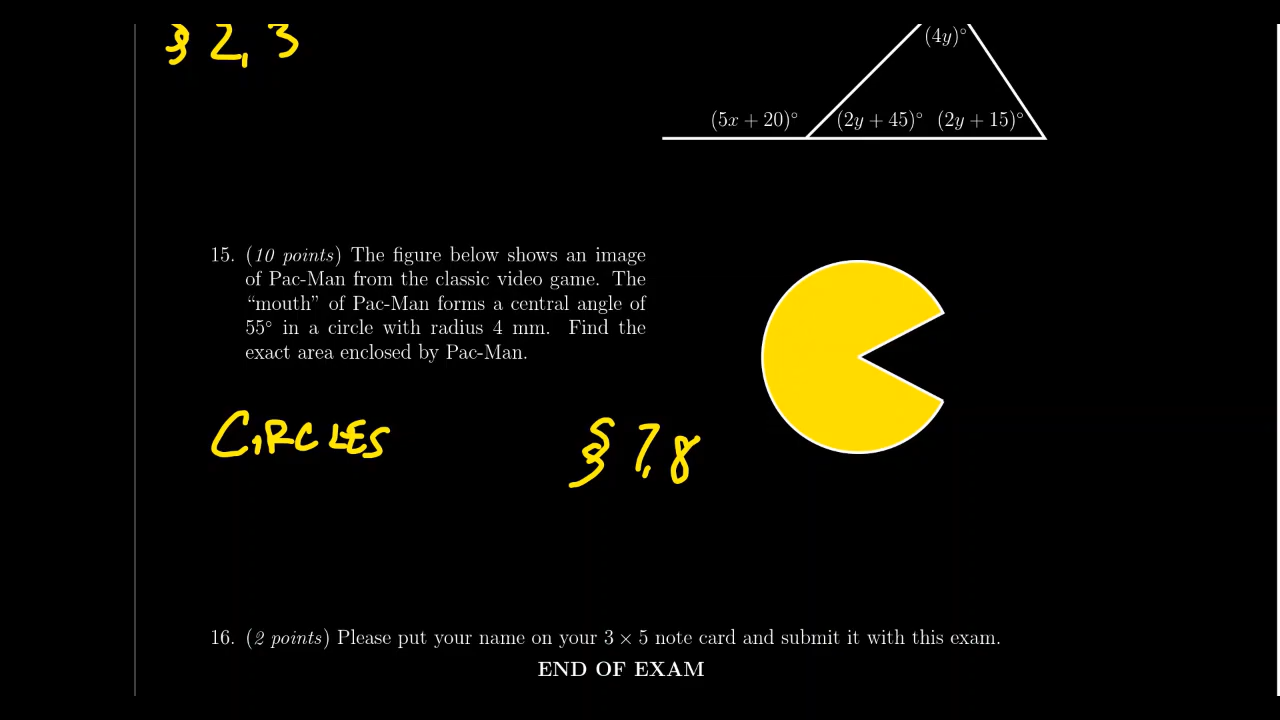 § 2, 3
(4y)°
(5x + 20)° (2y + 45)° (2y + 15)°
15. (10 points) The figure below shows an image
of Pac-Man from the classic video game. The
“mouth” of Pac-Man forms a central angle of
55° in a circle with radius 4 mm. Find the
exact area enclosed by Pac-Man.
CIRCLES § 7, 8
16. (2 points) Please put your name on your 3 × 5 note card and submit it with this exam.
END OF EXAM